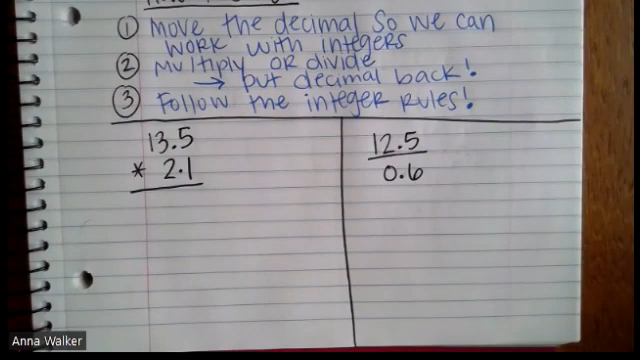 ① Move the decimal so we can
work with integers
② Multiply or divide
→ put decimal back!
③ Follow the integer rules!
13.5
* 2.1
12.5
0.6
Anna Walker